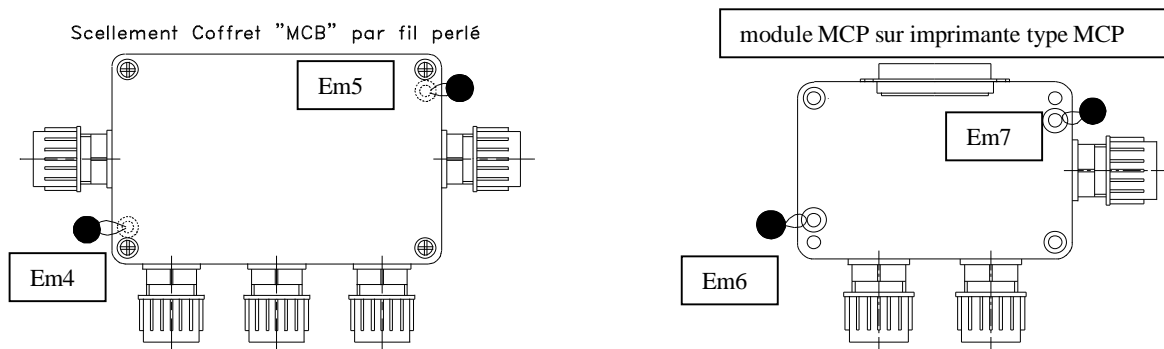 Scellement Coffret "MCB" par fil perlé
Em5
Em4
module MCP sur imprimante type MCP
Em7
Em6